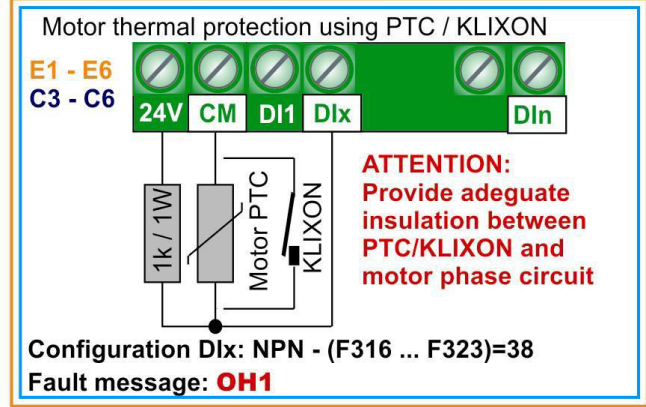 Motor thermal protection using PTC / KLIXON
E1 - E6
C3 - C6
24V CM DI1 DIx DIn
1k / 1W
Motor PTC
KLIXON
ATTENTION:
Provide adeguate
insulation between
PTC/KLIXON and
motor phase circuit
Configuration DIx: NPN - (F316 ... F323)=38
Fault message: OH1